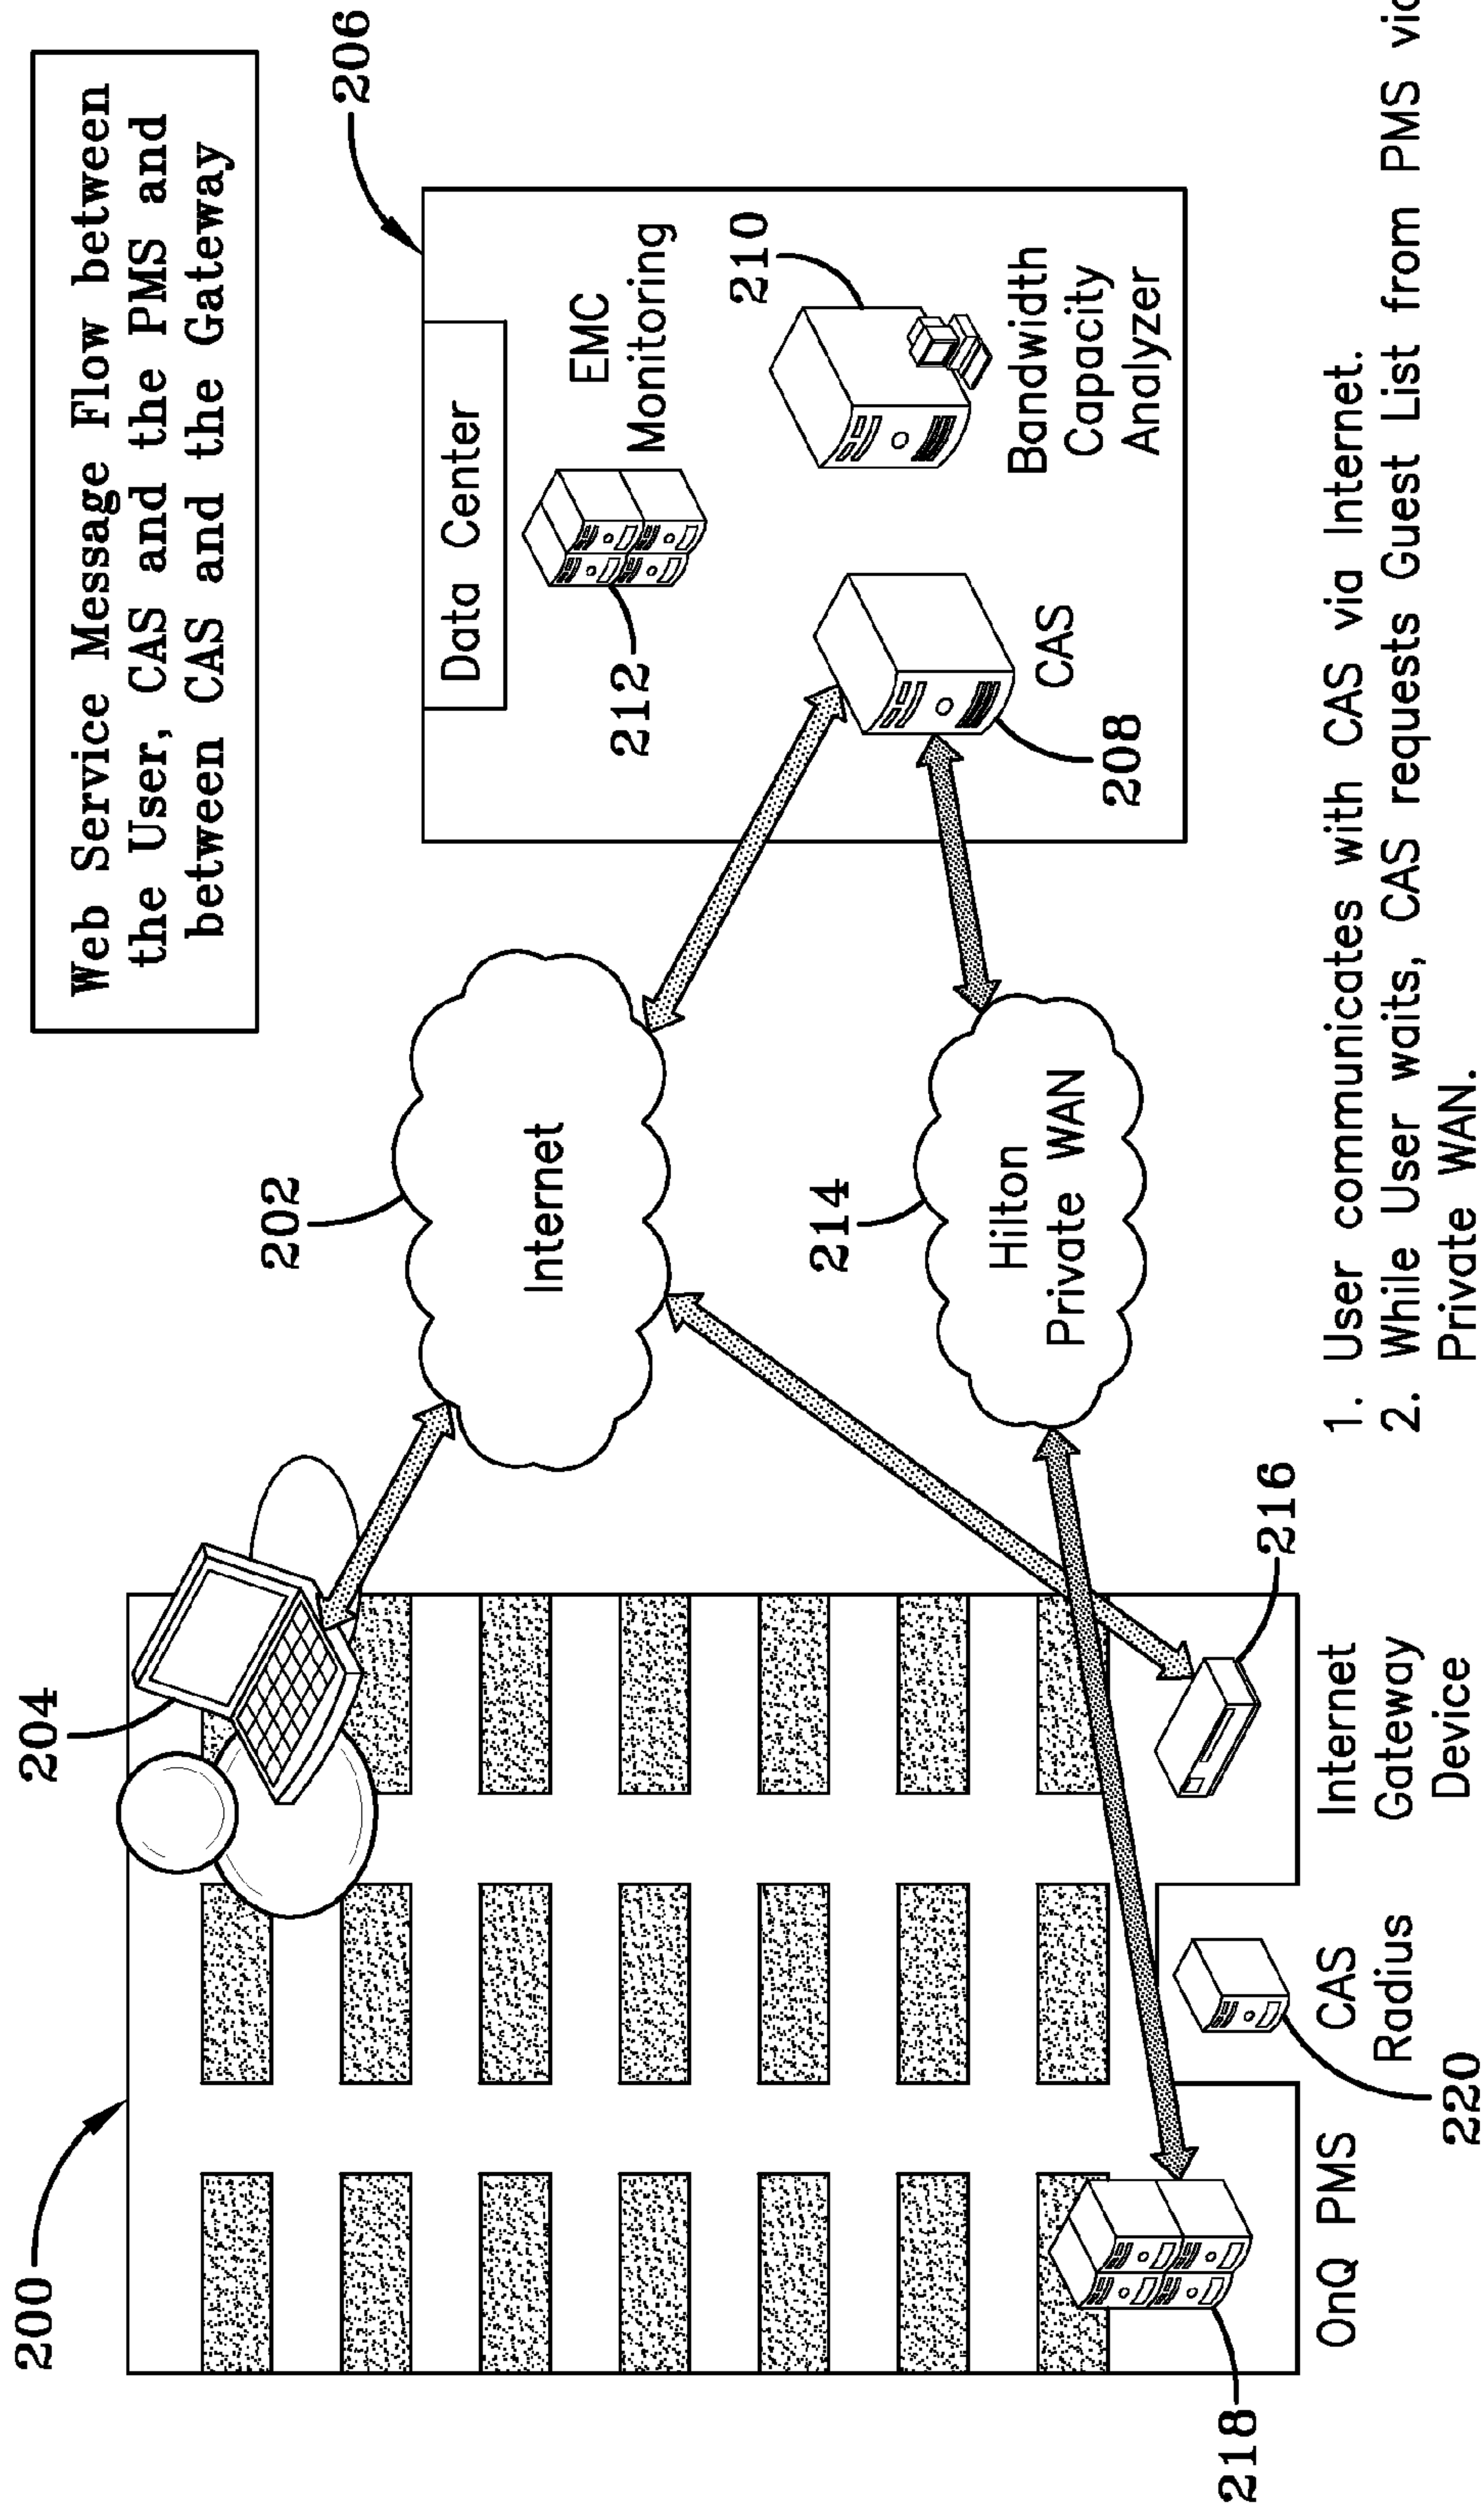 Web Service Message Flow between
the User, CAS and the PMS and
between CAS and the Gateway
200
204
202
206
Data Center
EMC
Monitoring
212
210
Bandwidth
Capacity
Analyzer
CAS
208
Internet
214
Hilton
Private WAN
216
Internet
Gateway
Device
CAS
Radius
220
OnQ PMS
218
1. User communicates with CAS via Internet.
2. While User waits, CAS requests Guest List from PMS via
Private WAN.